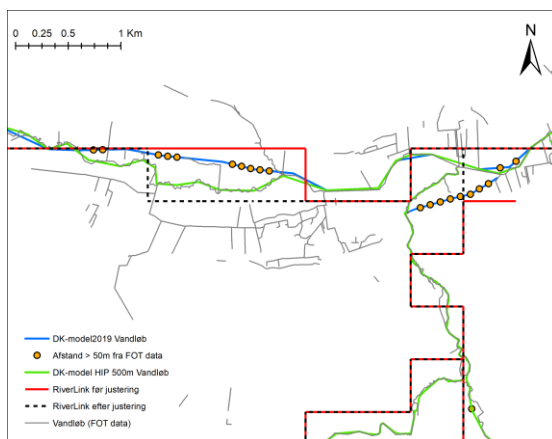 0 0.25 0.5 1 Km
N
DK-model2019 Vandløb
Afstand > 50m fra FOT data
DK-model HIP 500m Vandløb
RiverLink før justering
RiverLink efter justering
Vandløb (FOT data)